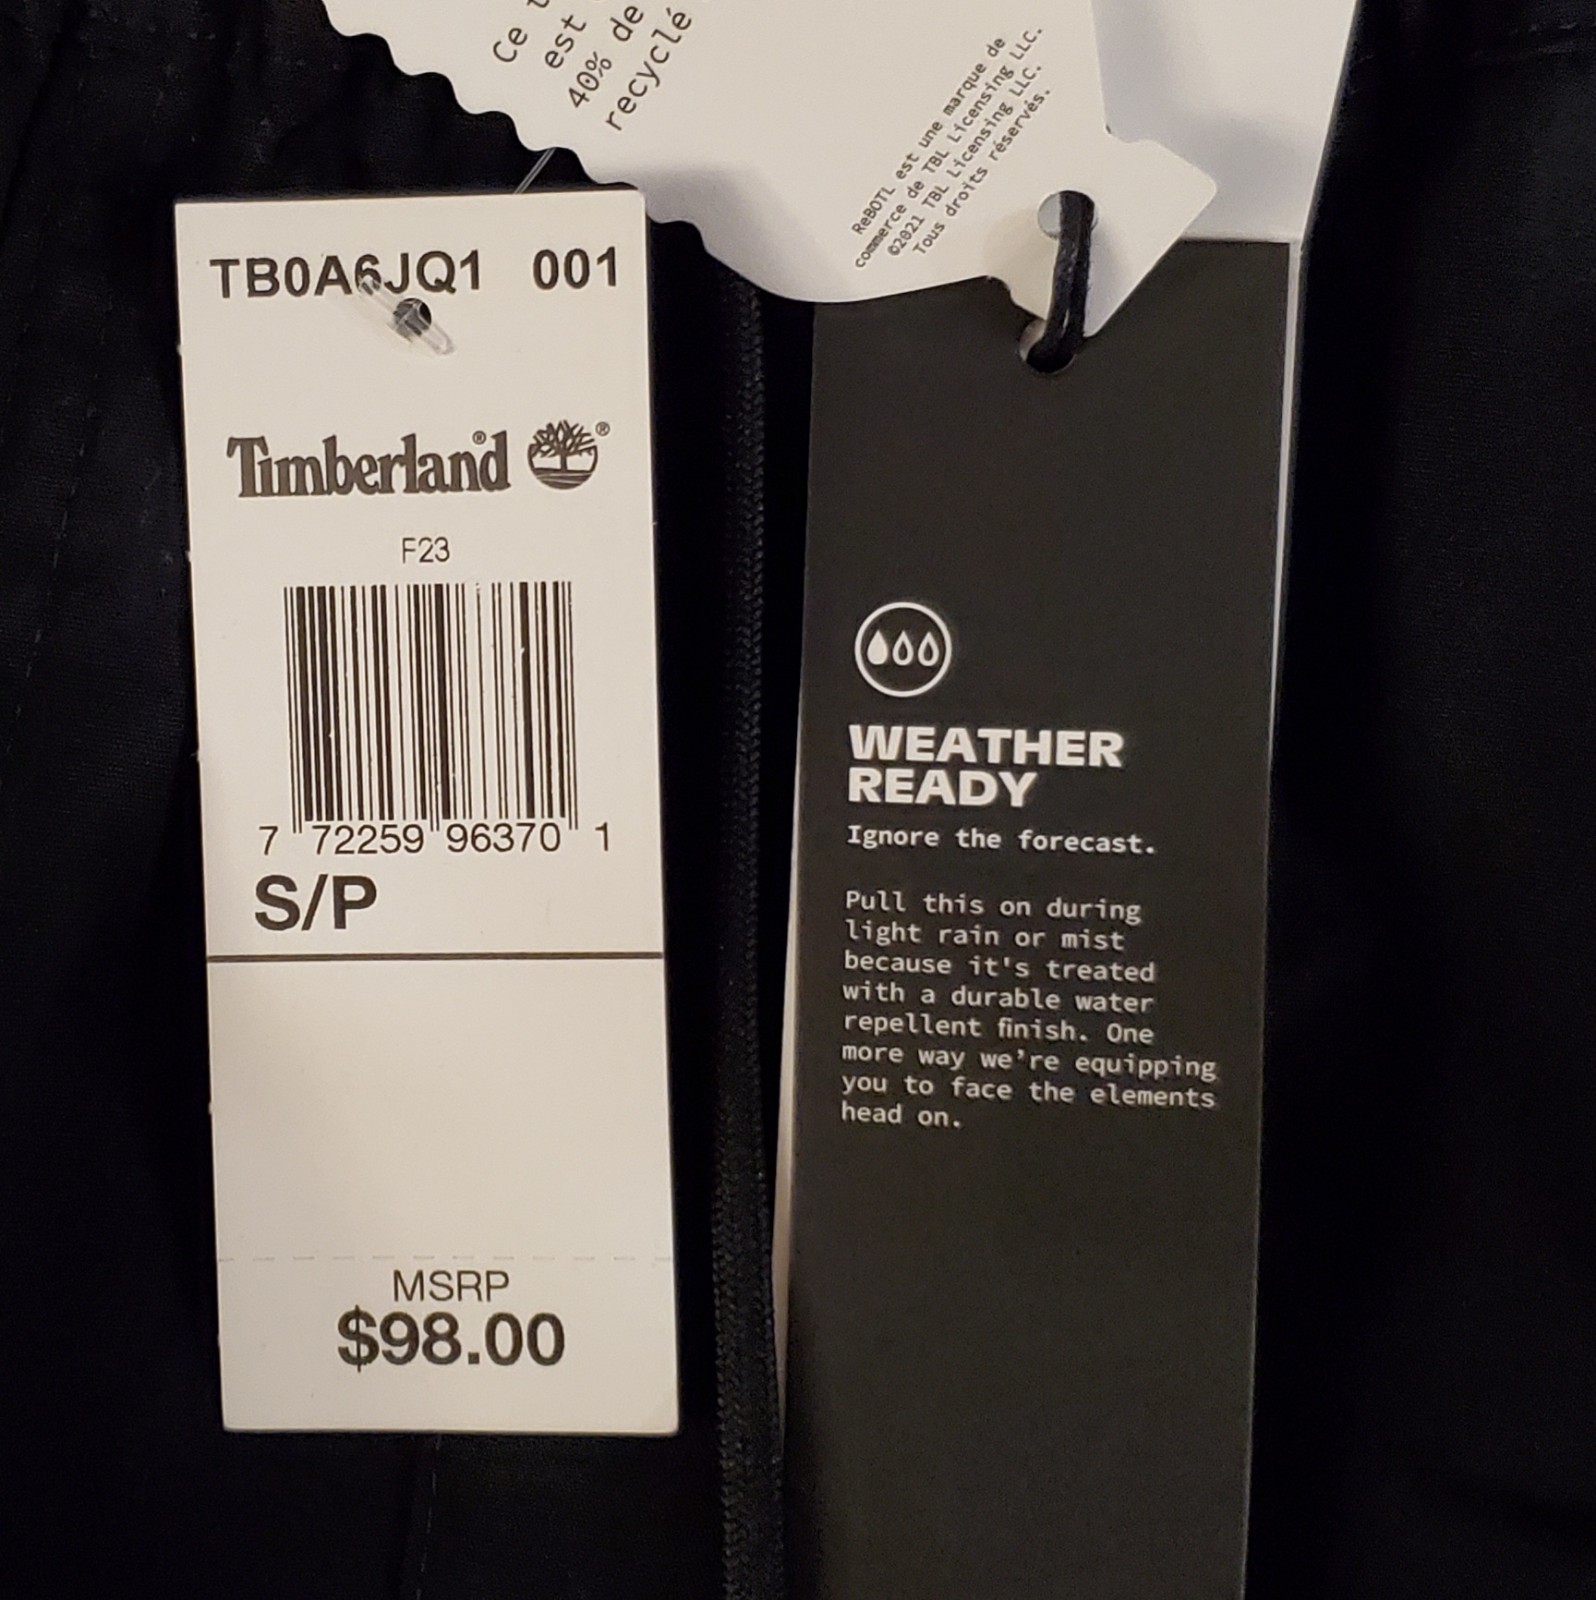 Ce
est
40% de
recyclé
ReBOTL est une marque de
commerce de TBL Licensing LLC.
©2021 TBL Licensing LLC.
Tous droits réservés.
TB0A6JQ1 001
Timberland® ®
F23
7 72259 96370 1
S/P
MSRP
$98.00
WEATHER
READY
Ignore the forecast.
Pull this on during
light rain or mist
because it's treated
with a durable water
repellent finish. One
more way we’re equipping
you to face the elements
head on.